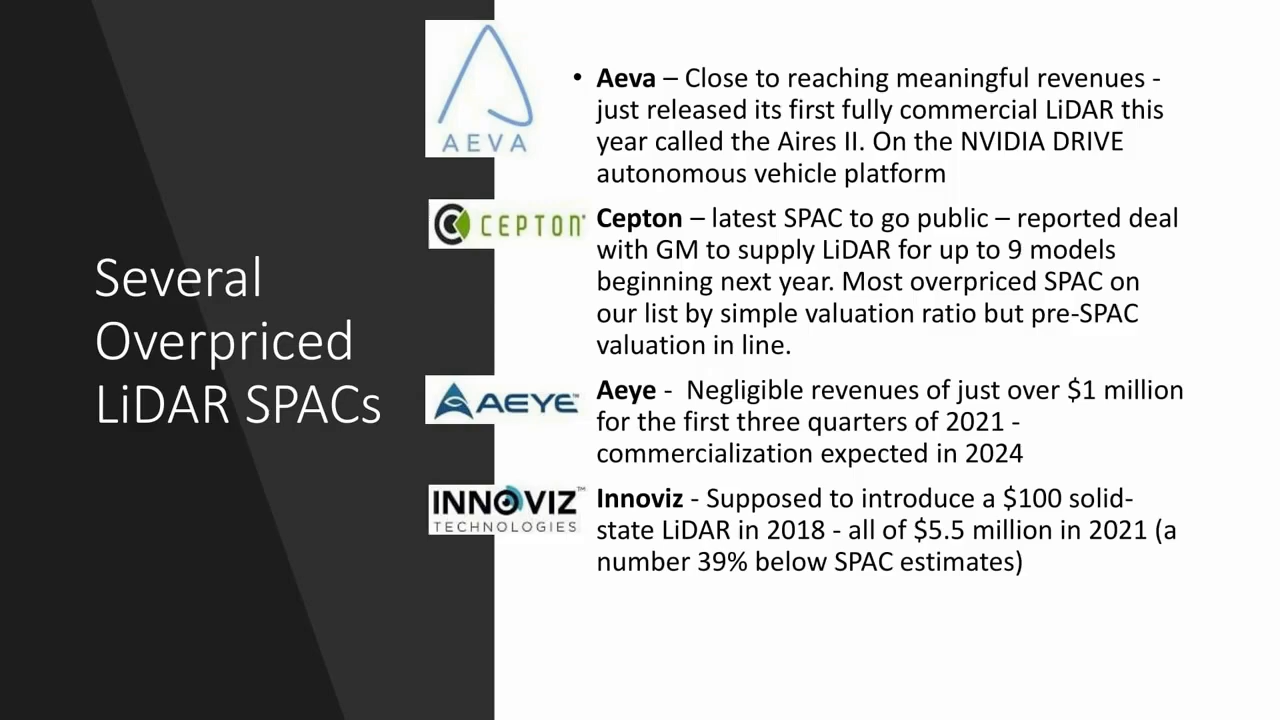 Several
Overpriced
LiDAR SPACs
AEVA
• Aeva – Close to reaching meaningful revenues -
just released its first fully commercial LiDAR this
year called the Aires II. On the NVIDIA DRIVE
autonomous vehicle platform
CEPTON
Cepton – latest SPAC to go public – reported deal
with GM to supply LiDAR for up to 9 models
beginning next year. Most overpriced SPAC on
our list by simple valuation ratio but pre-SPAC
valuation in line.
AEYE™
Aeye - Negligible revenues of just over $1 million
for the first three quarters of 2021 -
commercialization expected in 2024
INNOVIZ™
TECHNOLOGIES
Innoviz - Supposed to introduce a $100 solid-
state LiDAR in 2018 - all of $5.5 million in 2021 (a
number 39% below SPAC estimates)